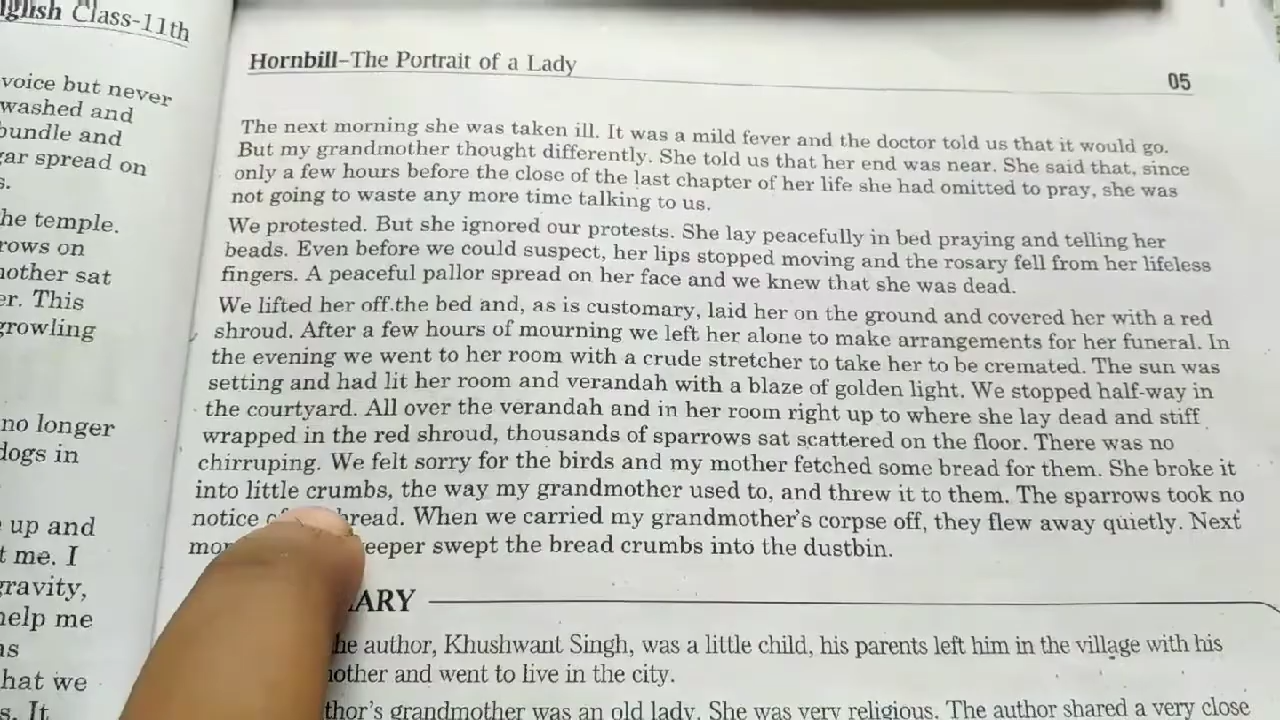 glish Class-11th
voice but never
washed and
bundle and
gar spread on
s.
he temple.
rows on
nother sat
er. This
growling
no longer
dogs in
up and
t me. I
gravity,
help me
as
hat we
s. It
Hornbill–The Portrait of a Lady
05
The next morning she was taken ill. It was a mild fever and the doctor told us that it would go.
But my grandmother thought differently. She told us that her end was near. She said that, since
only a few hours before the close of the last chapter of her life she had omitted to pray, she was
not going to waste any more time talking to us.
We protested. But she ignored our protests. She lay peacefully in bed praying and telling her
beads. Even before we could suspect, her lips stopped moving and the rosary fell from her lifeless
fingers. A peaceful pallor spread on her face and we knew that she was dead.
We lifted her off.the bed and, as is customary, laid her on the ground and covered her with a red
shroud. After a few hours of mourning we left her alone to make arrangements for her funeral. In
the evening we went to her room with a crude stretcher to take her to be cremated. The sun was
setting and had lit her room and verandah with a blaze of golden light. We stopped half-way in
the courtyard. All over the verandah and in her room right up to where she lay dead and stiff
wrapped in the red shroud, thousands of sparrows sat scattered on the floor. There was no
chirruping. We felt sorry for the birds and my mother fetched some bread for them. She broke it
into little crumbs, the way my grandmother used to, and threw it to them. The sparrows took no
notice bread. When we carried my grandmother's corpse off, they flew away quietly. Next
eeper swept the bread crumbs into the dustbin.
ARY
he author, Khushwant Singh, was a little child, his parents left him in the village with his
mother and went to live in the city.
thor's grandmother was an old lady. She was very religious. The author shared a very close